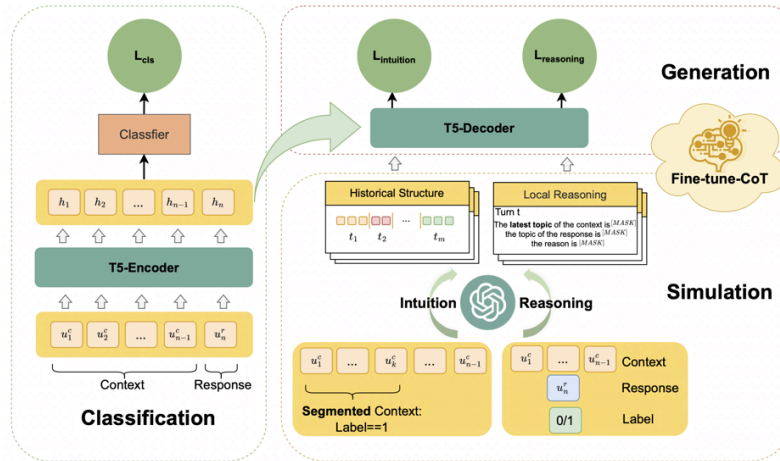 L_cls
Classfier
h_1 h_2 ... h_{n-1} h_n
T5-Encoder
u_1^c u_2^c ... u_{n-1}^c u_n^r
Context Response
Classification
L_intuition L_reasoning
Generation
T5-Decoder
Fine-tune-CoT
Historical Structure
...
t_1 t_2 t_m
Local Reasoning
Turn t
The latest topic of the context is [MASK]
the topic of the response is [MASK]
the reason is [MASK]
Intuition Reasoning
Simulation
u_1^c ... u_k^c ... u_{n-1}^c
Segmented Context:
Label==1
u_1^c ... u_{n-1}^c Context
u_n^r Response
0/1 Label